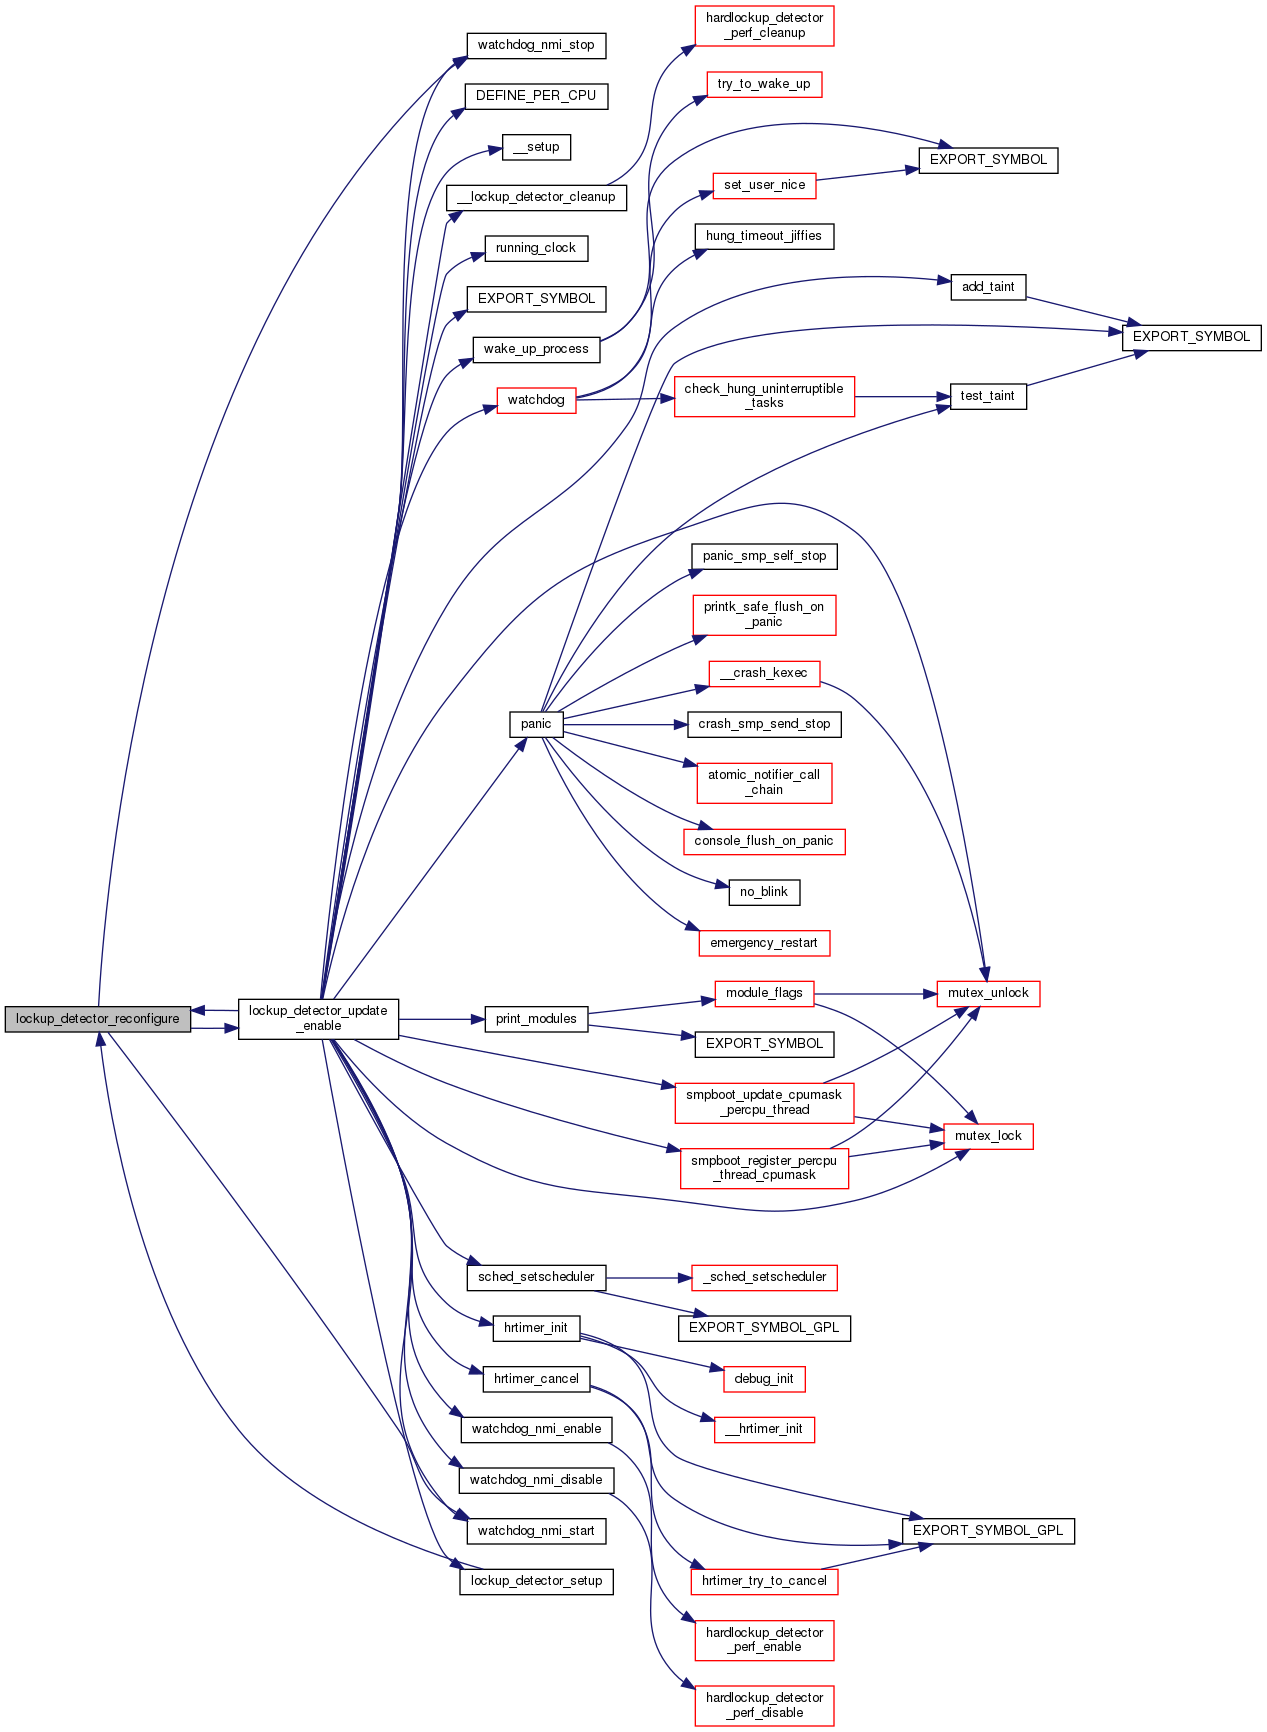 hardlockup_detector
_perf_cleanup
watchdog_nmi_stop
try_to_wake_up
DEFINE_PER_CPU
__setup
EXPORT_SYMBOL
set_user_nice
__lockup_detector_cleanup
hung_timeout_jiffies
running_clock
add_taint
EXPORT_SYMBOL
EXPORT_SYMBOL
wake_up_process
check_hung_uninterruptible
_tasks
watchdog
test_taint
panic_smp_self_stop
printk_safe_flush_on
_panic
__crash_kexec
panic
crash_smp_send_stop
atomic_notifier_call
_chain
console_flush_on_panic
no_blink
emergency_restart
module_flags
mutex_unlock
lockup_detector_reconfigure
lockup_detector_update
_enable
print_modules
EXPORT_SYMBOL
smpboot_update_cpumask
_percpu_thread
mutex_lock
smpboot_register_percpu
_thread_cpumask
sched_setscheduler
_sched_setscheduler
hrtimer_init
EXPORT_SYMBOL_GPL
hrtimer_cancel
debug_init
watchdog_nmi_enable
__hrtimer_init
watchdog_nmi_disable
watchdog_nmi_start
EXPORT_SYMBOL_GPL
lockup_detector_setup
hrtimer_try_to_cancel
hardlockup_detector
_perf_enable
hardlockup_detector
_perf_disable